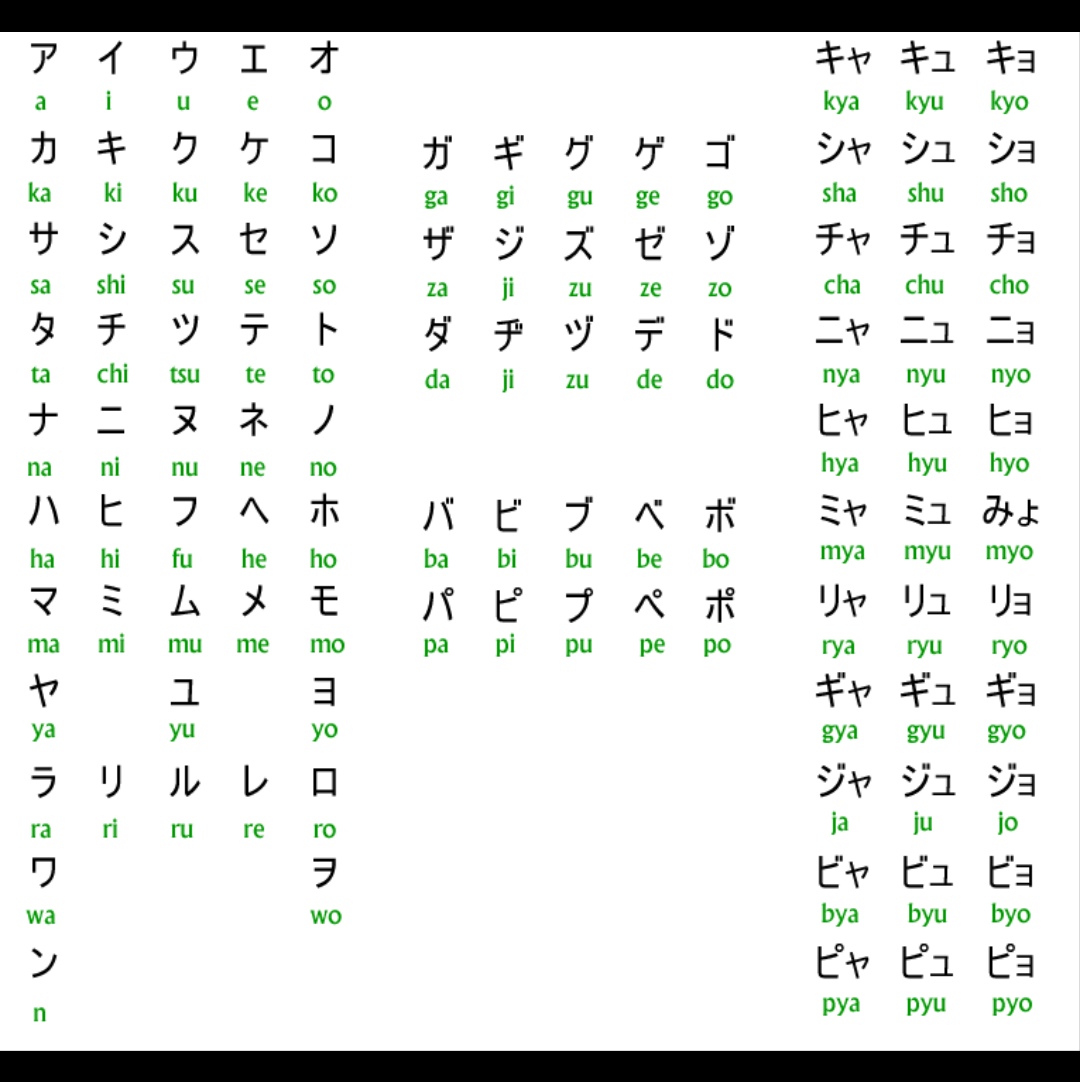 ア イ ウ エ オ キャ キュ キョ
a i u e o kya kyu kyo
カ キ ク ケ コ ガ ギ グ ゲ ゴ シャ シュ ショ
ka ki ku ke ko ga gi gu ge go sha shu sho
サ シ ス セ ソ ザ ジ ズ ゼ ゾ チャ チュ チョ
sa shi su se so za ji zu ze zo cha chu cho
タ チ ツ テ ト ダ ヂ ヅ デ ド ニャ ニュ ニョ
ta chi tsu te to da ji zu de do nya nyu nyo
ナ ニ ヌ ネ ノ ヒャ ヒュ ヒョ
na ni nu ne no hya hyu hyo
ハ ヒ フ ヘ ホ バ ビ ブ ベ ボ ミャ ミュ みょ
ha hi fu he ho ba bi bu be bo mya myu myo
マ ミ ム メ モ パ ピ プ ペ ポ リャ リュ リョ
ma mi mu me mo pa pi pu pe po rya ryu ryo
ヤ ユ ヨ ギャ ギュ ギョ
ya yu yo gya gyu gyo
ラ リ ル レ ロ ジャ ジュ ジョ
ra ri ru re ro ja ju jo
ワ ヲ ビャ ビュ ビョ
wa wo bya byu byo
ン ピャ ピュ ピョ
n pya pyu pyo